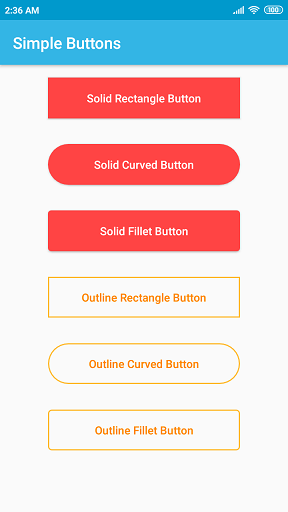 2:36 AM
100
Simple Buttons
Solid Rectangle Button
Solid Curved Button
Solid Fillet Button
Outline Rectangle Button
Outline Curved Button
Outline Fillet Button